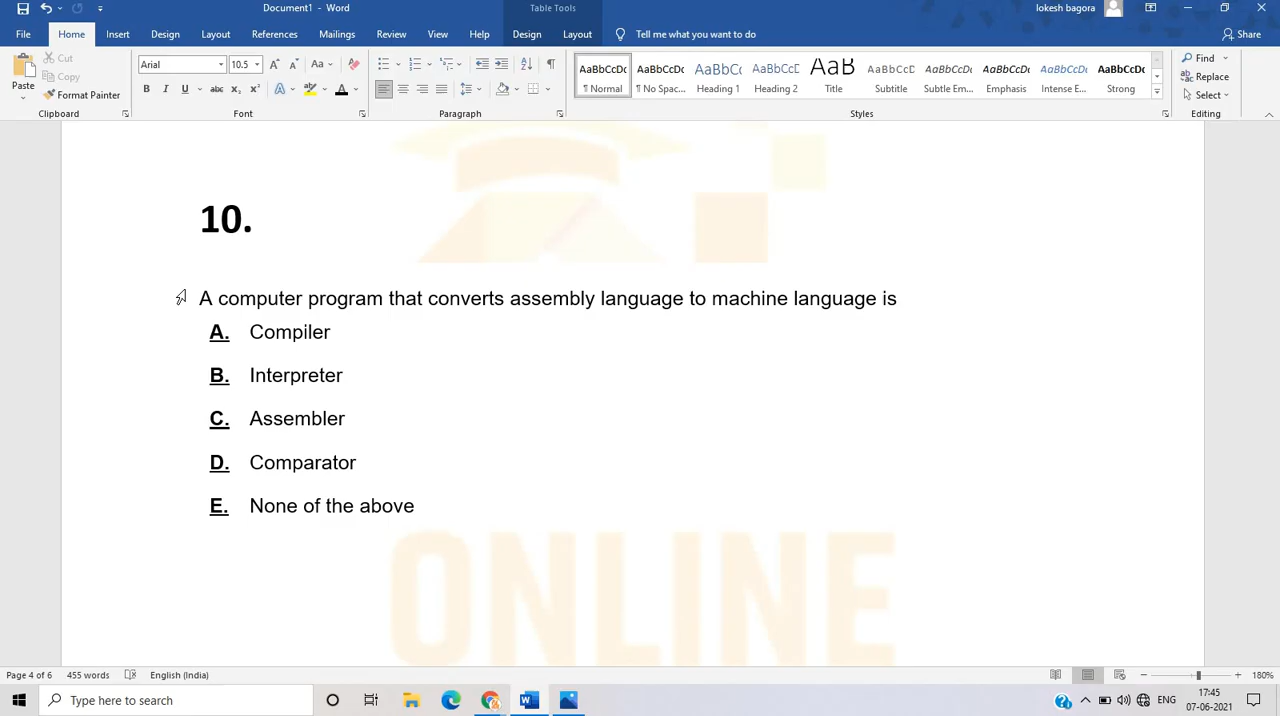 Document1 - Word
Table Tools
lokesh bagora
File Home Insert Design Layout References Mailings Review View Help Design Layout Tell me what you want to do Share
Cut
Copy
Format Painter
Paste
Arial 10.5
Aa
B I U abc x₂ x² A A
AaBbCcDc AaBbCcDc AaBbCc AaBbCcD AaB AaBbCcD AaBbCcDc AaBbCcDc AaBbCcDc AaBbCcDc
¶ Normal ¶ No Spac... Heading 1 Heading 2 Title Subtitle Subtle Em... Emphasis Intense E... Strong
Find
Replace
Select
Clipboard Font Paragraph Styles Editing
10.
A computer program that converts assembly language to machine language is
A. Compiler
B. Interpreter
C. Assembler
D. Comparator
E. None of the above
ONLINE
Page 4 of 6 455 words English (India) 180%
Type here to search
ENG
17:45
07-06-2021